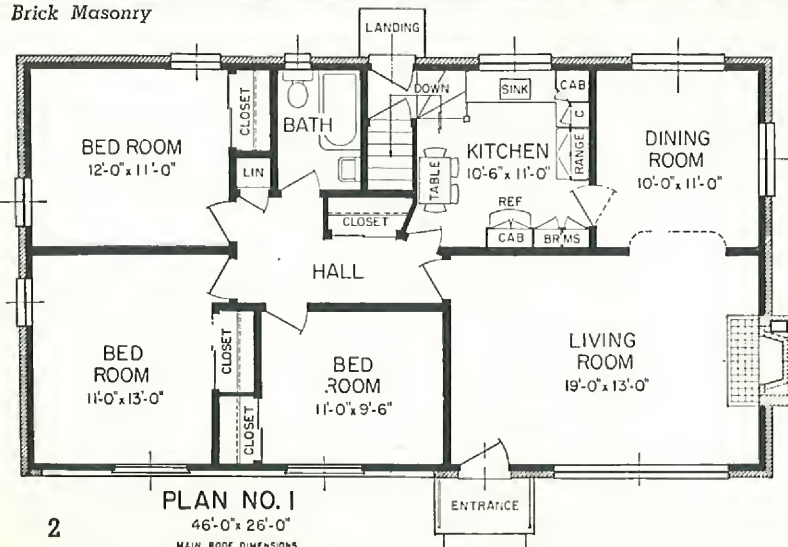 Brick Masonry
LANDING
BED ROOM
12'-0" x 11'-0"
CLOSET
LIN
BATH
DOWN
SINK
CAB
C
RANGE
KITCHEN
10'-6" x 11'-0"
TABLE
REF
CAB
BR'MS
DINING
ROOM
10'-0" x 11'-0"
CLOSET
HALL
BED
ROOM
11'-0" x 13'-0"
CLOSET
CLOSET
BED
ROOM
11'-0" x 9'-6"
LIVING
ROOM
19'-0" x 13'-0"
ENTRANCE
PLAN NO. 1
46'-0" x 26'-0"
MAIN ROOF DIMENSIONS
2